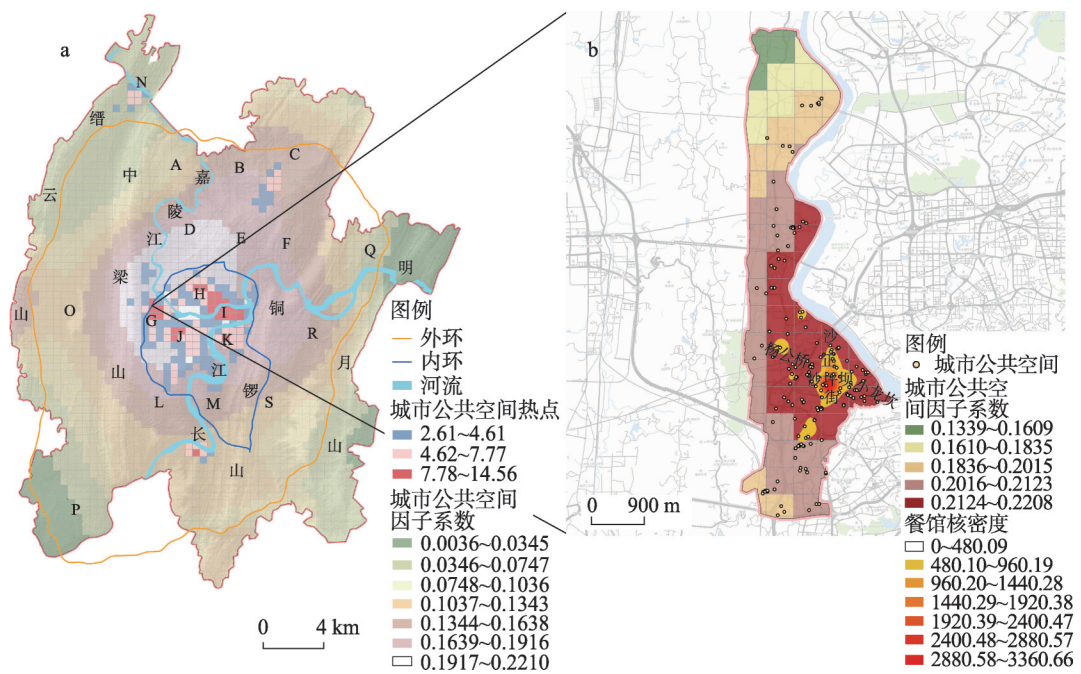 a
N
缙
A
B
C
中
嘉
云
陵
D
E
F
Q
江
明
梁
H
铜
山
O
G
I
R
J
K
山
江
月
L
M
锣
S
长
山
山
P
0 4 km
图例
外环
内环
河流
城市公共空间热点
2.61~4.61
4.62~7.77
7.78~14.56
城市公共空间
因子系数
0.0036~0.0345
0.0346~0.0747
0.0748~0.1036
0.1037~0.1343
0.1344~0.1638
0.1639~0.1916
0.1917~0.2210
b
沙
杨公桥
正
街
0 900 m
图例
城市公共空间
城市公共空
间因子系数
0.1339~0.1609
0.1610~0.1835
0.1836~0.2015
0.2016~0.2123
0.2124~0.2208
餐馆核密度
0~480.09
480.10~960.19
960.20~1440.28
1440.29~1920.38
1920.39~2400.47
2400.48~2880.57
2880.58~3360.66